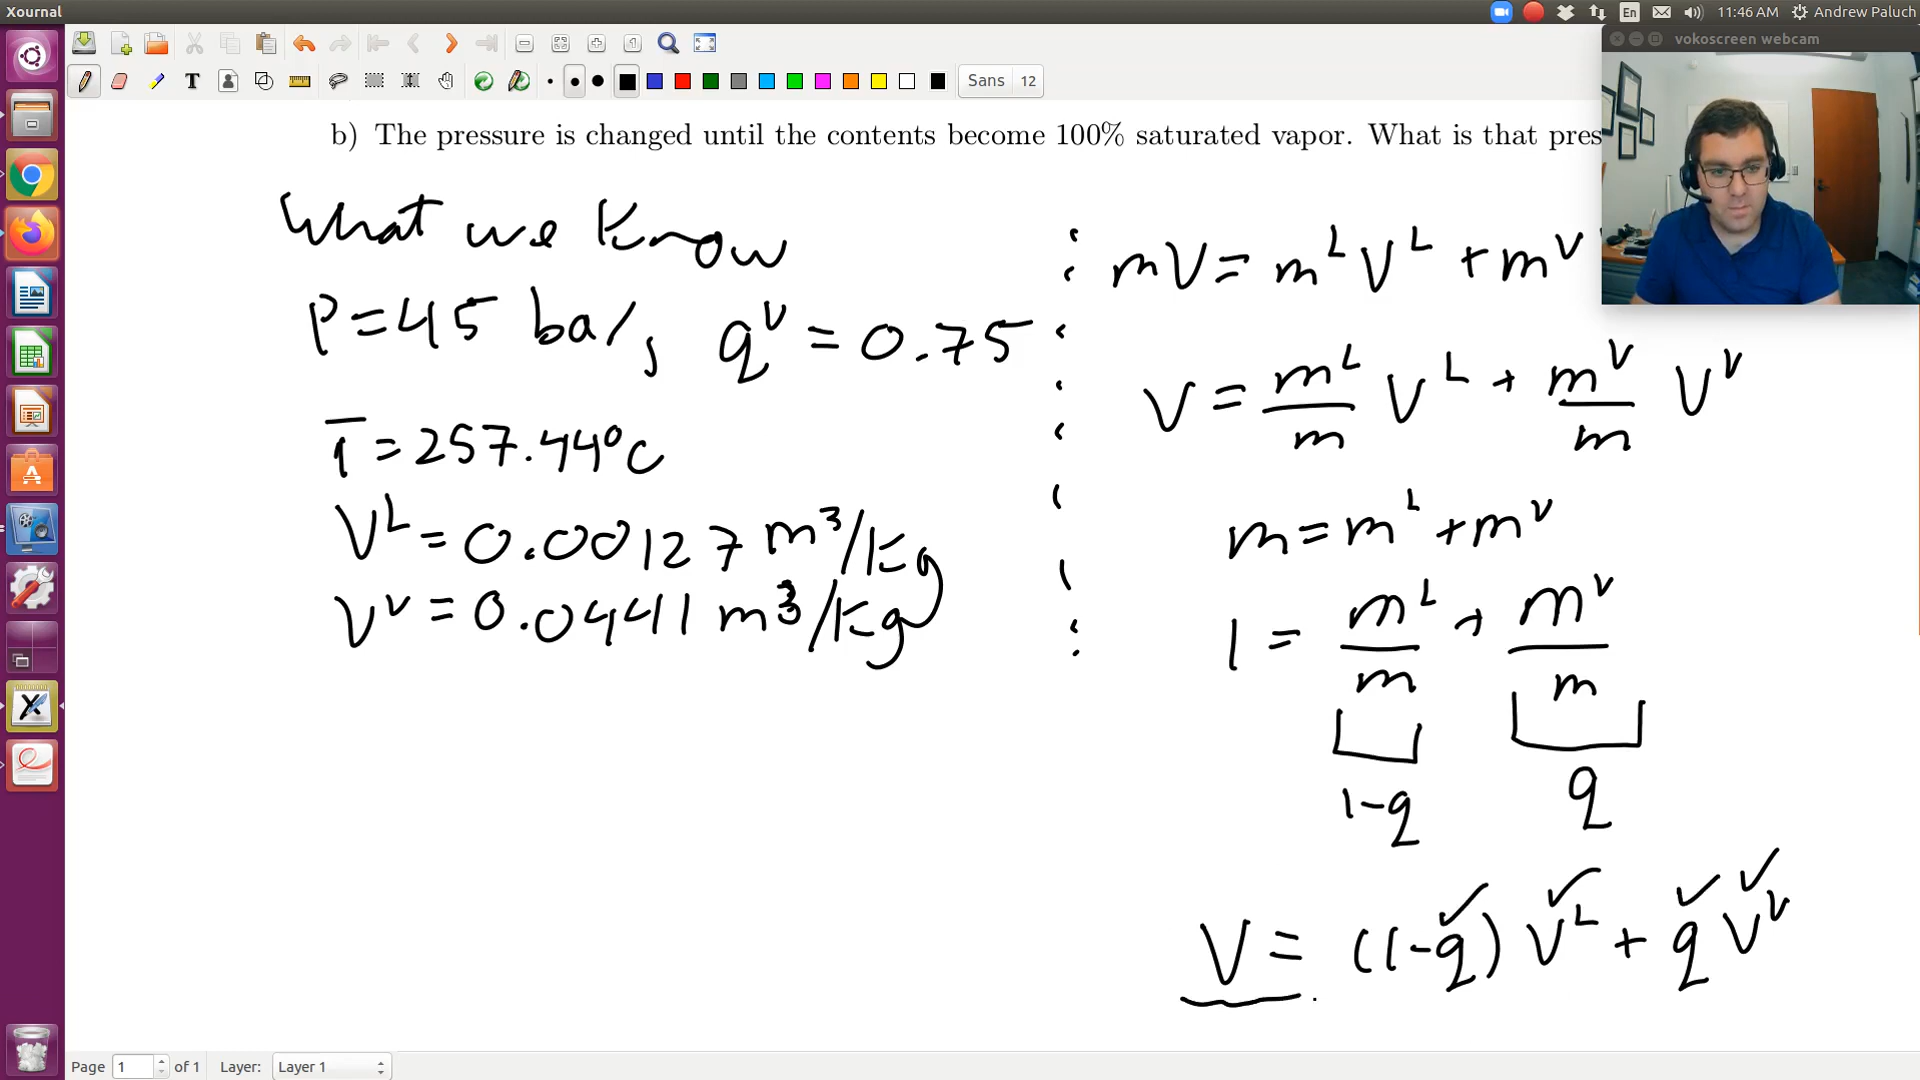 Xournal
En
11:46 AM
Andrew Paluch
vokoscreen webcam
T
Sans 12
b) The pressure is changed until the contents become 100% saturated vapor. What is that pres
What we Know
P=45 bar, q^V = 0.75
T=257.44°C
V^L = 0.00127 m³/kg
V^V = 0.0441 m³/kg
mV = m^L V^L + m^V
V = m^L/m V^L + m^V/m V^V
m = m^L + m^V
1 = m^L/m + m^V/m
1-q q
V = (1-q) V^L + q V^V
Page 1 of 1 Layer: Layer 1